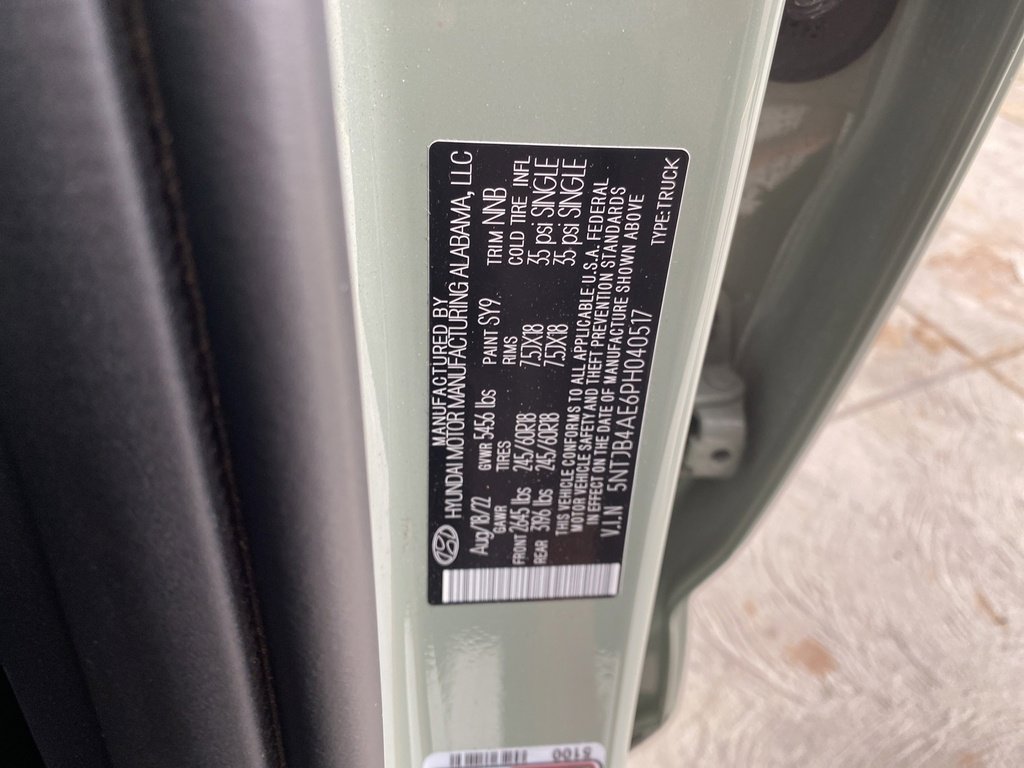 MANUFACTURED BY
HYUNDAI MOTOR MANUFACTURING ALABAMA, LLC
Aug/18/22 GVWR 5456 lbs PAINT SY9 TRIM NNB
GAWR TIRES RIMS COLD TIRE INFL
FRONT 2645 lbs 245/60R18 7.5JX18 35 psi SINGLE
REAR 3196 lbs 245/60R18 7.5JX18 35 psi SINGLE
THIS VEHICLE CONFORMS TO ALL APPLICABLE U.S.A. FEDERAL
MOTOR VEHICLE SAFETY AND THEFT PREVENTION STANDARDS
IN EFFECT ON THE DATE OF MANUFACTURE SHOWN ABOVE
V.I.N 5NTJB4AE6PH040517 TYPE:TRUCK
5100